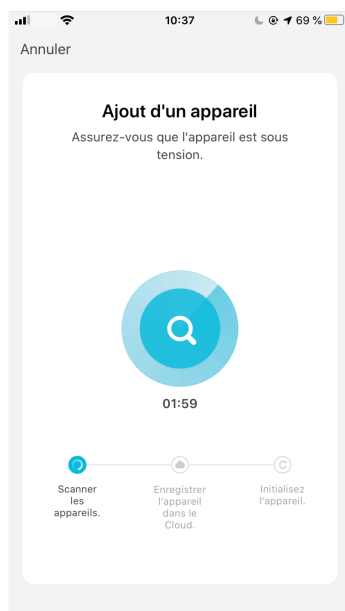 10:37
69 %
Annuler
Ajout d'un appareil
Assurez-vous que l'appareil est sous
tension.
01:59
Scanner
les
appareils.
Enregistrer
l'appareil
dans le
Cloud.
Initialisez
l'appareil.